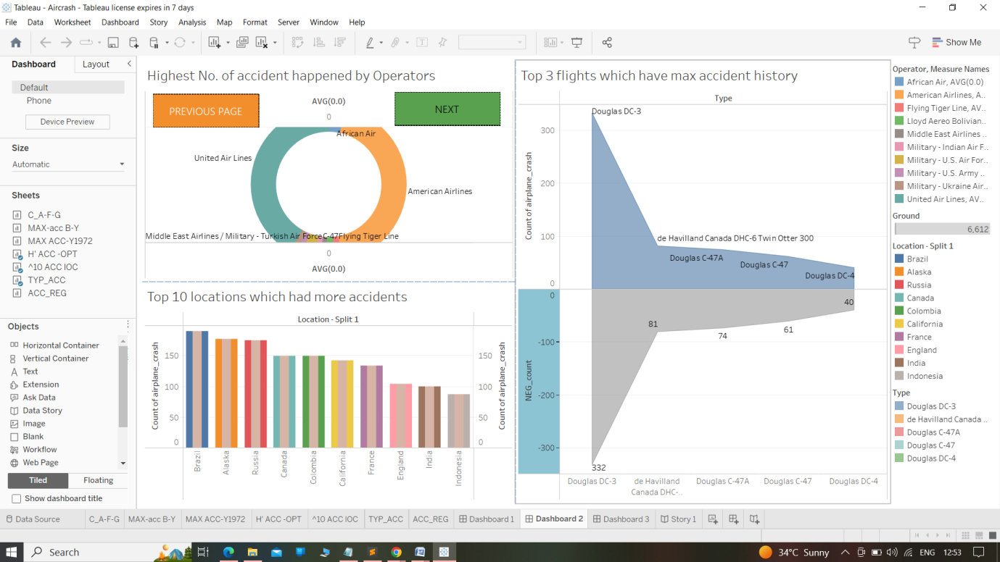 Tableau - Aircrash - Tableau license expires in 7 days
File Data Worksheet Dashboard Story Analysis Map Format Server Window Help
Show Me
Dashboard Layout
Default
Phone
Device Preview
Size
Automatic
Sheets
C_A-F-G
MAX-acc B-Y
MAX ACC-Y1972
H' ACC -OPT
^10 ACC lOC
TYP_ACC
ACC_REG
Objects
Horizontal Container
Vertical Container
Text
Extension
Ask Data
Data Story
Image
Blank
Workflow
Web Page
Tiled Floating
Show dashboard title
Highest No. of accident happened by Operators
PREVIOUS PAGE
AVG(0.0)
NEXT
0
African Air
United Air Lines
American Airlines
Middle East Airlines / Military - Turkish Air Force C-47Flying Tiger Line
0
AVG(0.0)
Top 10 locations which had more accidents
Location - Split 1
Count of airplane_crash
150
100
50
0
150
100
50
0
Count of airplane_crash
Brazil
Alaska
Russia
Canada
Colombia
California
France
England
India
Indonesia
Top 3 flights which have max accident history
Type
Douglas DC-3
Count of airplane_crash
300
200
100
0
de Havilland Canada DHC-6 Twin Otter 300
Douglas C-47A
Douglas C-47
Douglas DC-4
NEG_count
0
-100
-200
-300
40
81
74
61
332
Douglas DC-3
de Havilland
Canada DHC-..
Douglas C-47A
Douglas C-47
Douglas DC-4
Operator, Measure Names
African Air, AVG(0.0)
American Airlines, A..
Flying Tiger Line, AV..
Lloyd Aereo Bolivian..
Middle East Airlines ..
Military - Indian Air F..
Military - U.S. Air For..
Military - U.S. Army ..
Military - Ukraine Air..
United Air Lines, AV..
Ground
6,612
Location - Split 1
Brazil
Alaska
Russia
Canada
Colombia
California
France
England
India
Indonesia
Type
Douglas DC-3
de Havilland Canada ..
Douglas C-47A
Douglas C-47
Douglas DC-4
Data Source C_A-F-G MAX-acc B-Y MAX ACC-Y1972 H' ACC -OPT ^10 ACC lOC TYP_ACC ACC_REG Dashboard 1 Dashboard 2 Dashboard 3 Story 1
Search
34°C Sunny
ENG
12:53